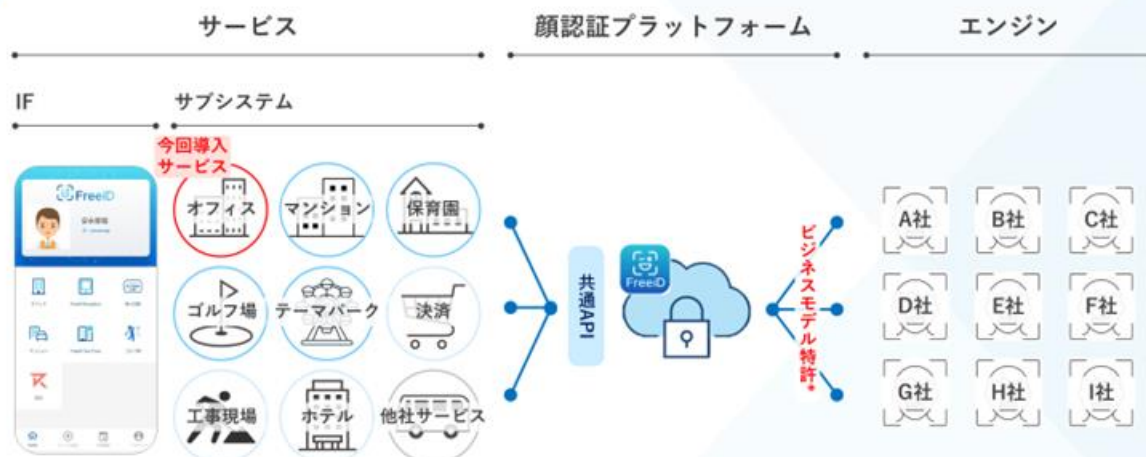 サービス
顔認証プラットフォーム
エンジン
IF
サブシステム
今回導入
サービス
FreeiD
オフィス
マンション
保育園
ゴルフ場
テーマパーク
決済
工事現場
ホテル
他社サービス
共通API
FreeiD
ビジネスモデル特許*
A社
B社
C社
D社
E社
F社
G社
H社
I社